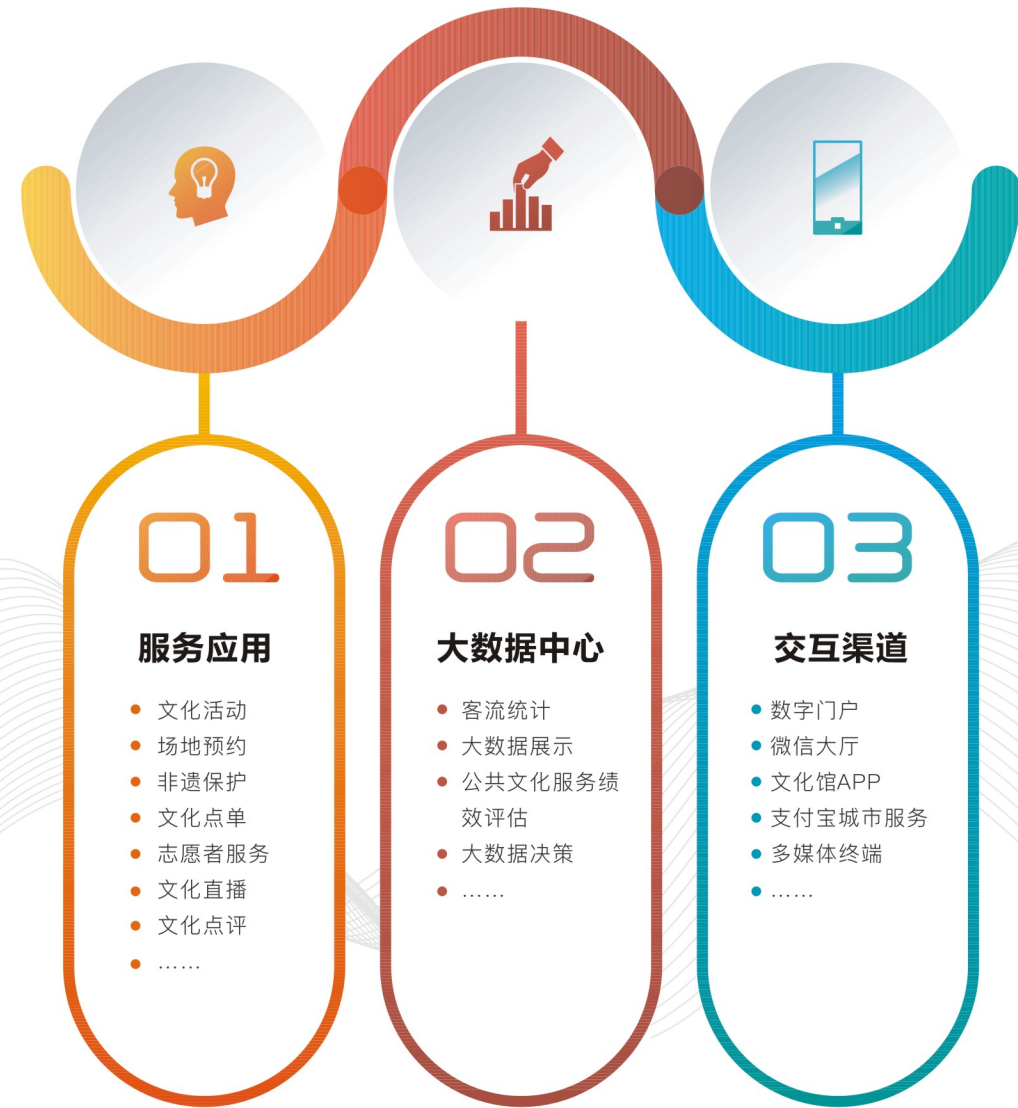 01
服务应用
文化活动
场地预约
非遗保护
文化点单
志愿者服务
文化直播
文化点评
……
02
大数据中心
客流统计
大数据展示
公共文化服务绩
效评估
大数据决策
……
03
交互渠道
数字门户
微信大厅
文化馆APP
支付宝城市服务
多媒体终端
……